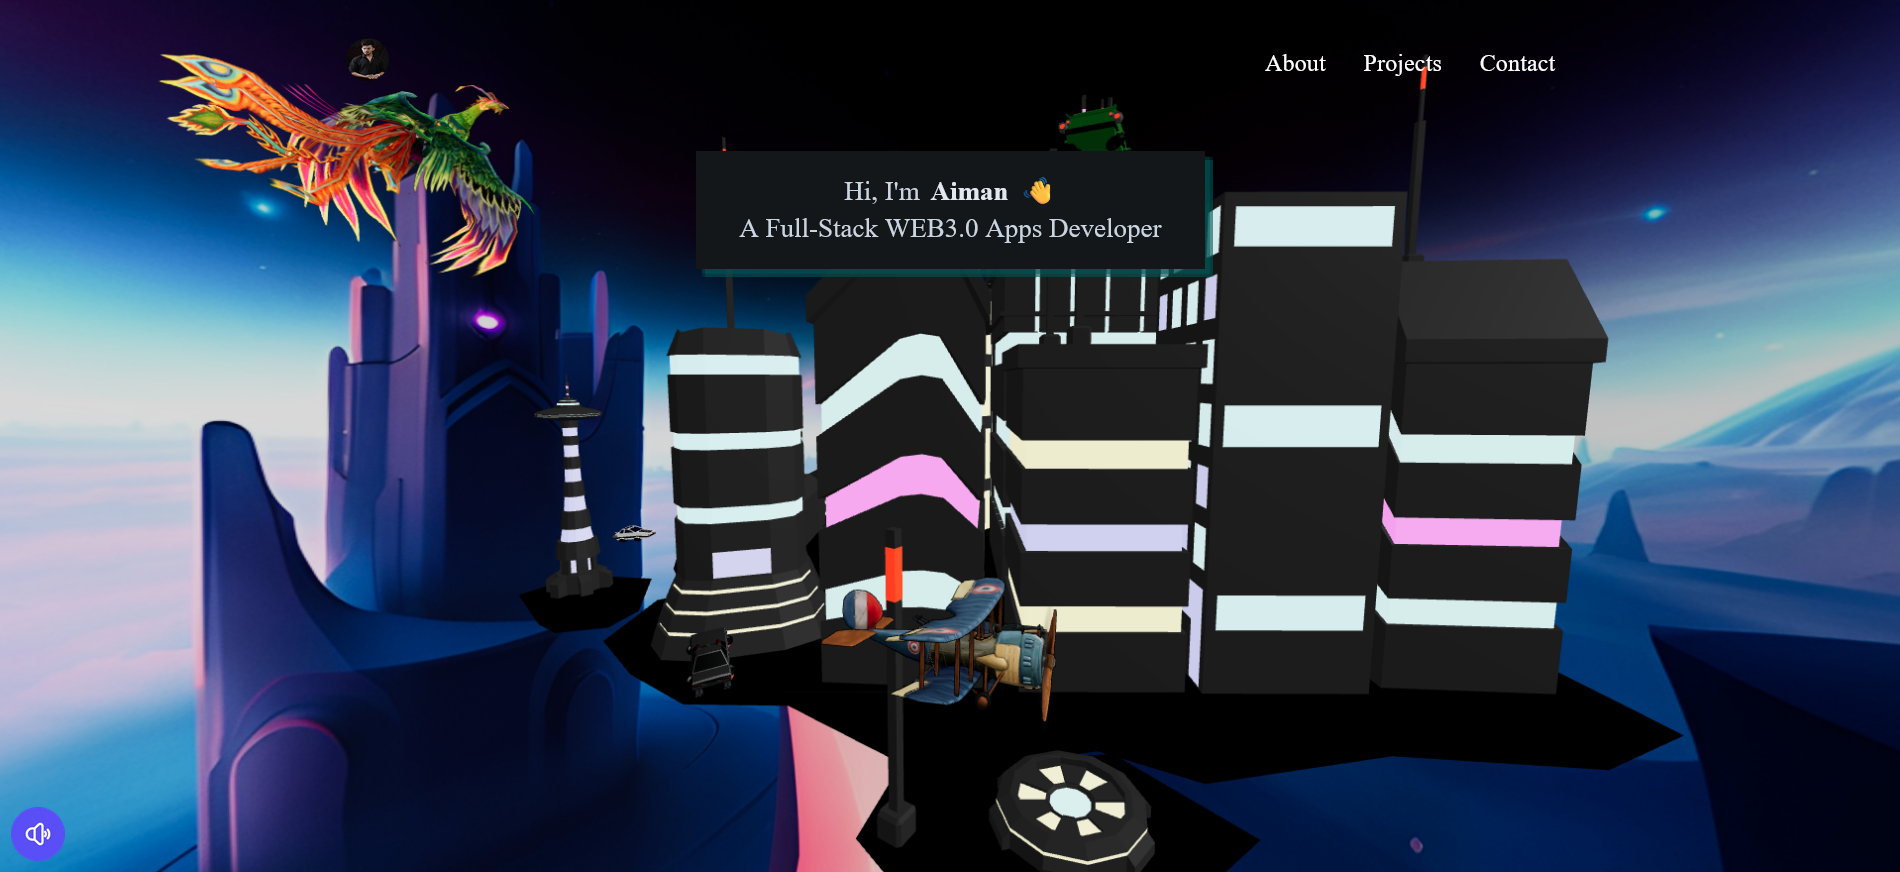 About Projects Contact
Hi, I'm Aiman 👋
A Full-Stack WEB3.0 Apps Developer